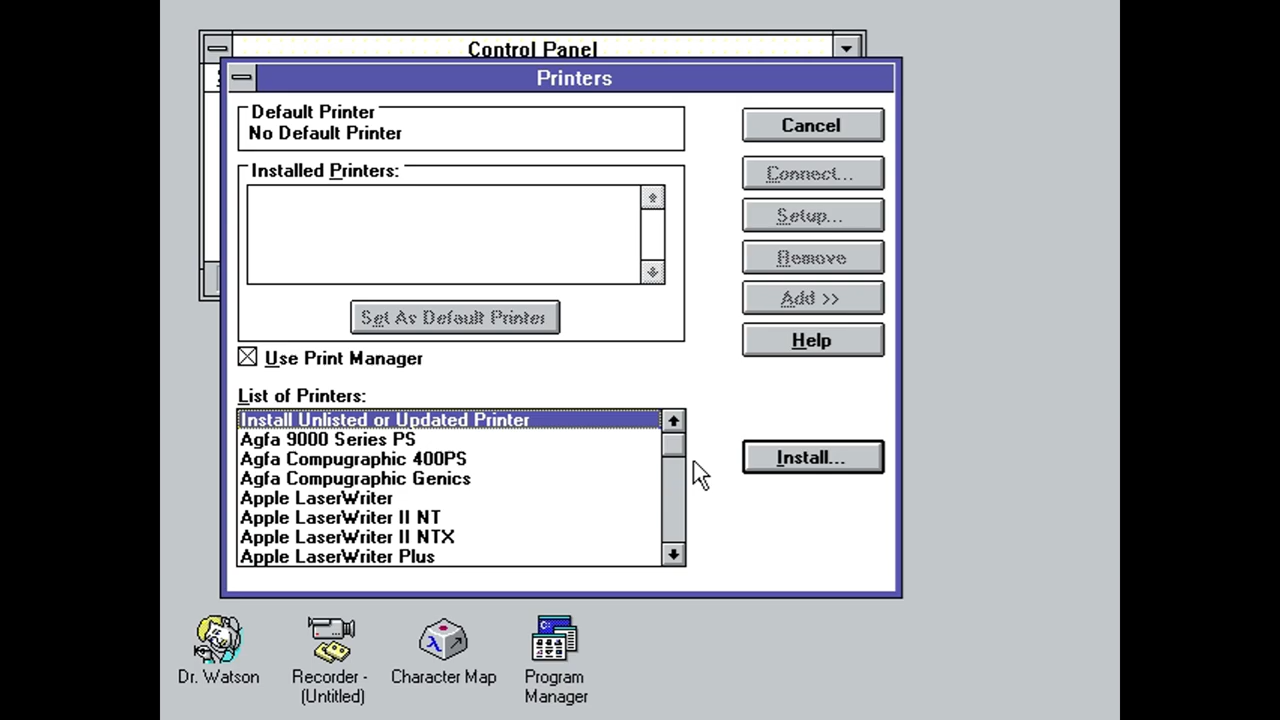 Control Panel
Printers
Default Printer
No Default Printer
Cancel
Installed Printers:
Connect...
Setup...
Remove
Add >>
Set As Default Printer
Help
Use Print Manager
List of Printers:
Install Unlisted or Updated Printer
Agfa 9000 Series PS
Agfa Compugraphic 400PS
Install...
Agfa Compugraphic Genics
Apple LaserWriter
Apple LaserWriter II NT
Apple LaserWriter II NTX
Apple LaserWriter Plus
C:\
Dr. Watson
Recorder -
(Untitled)
Character Map
Program
Manager